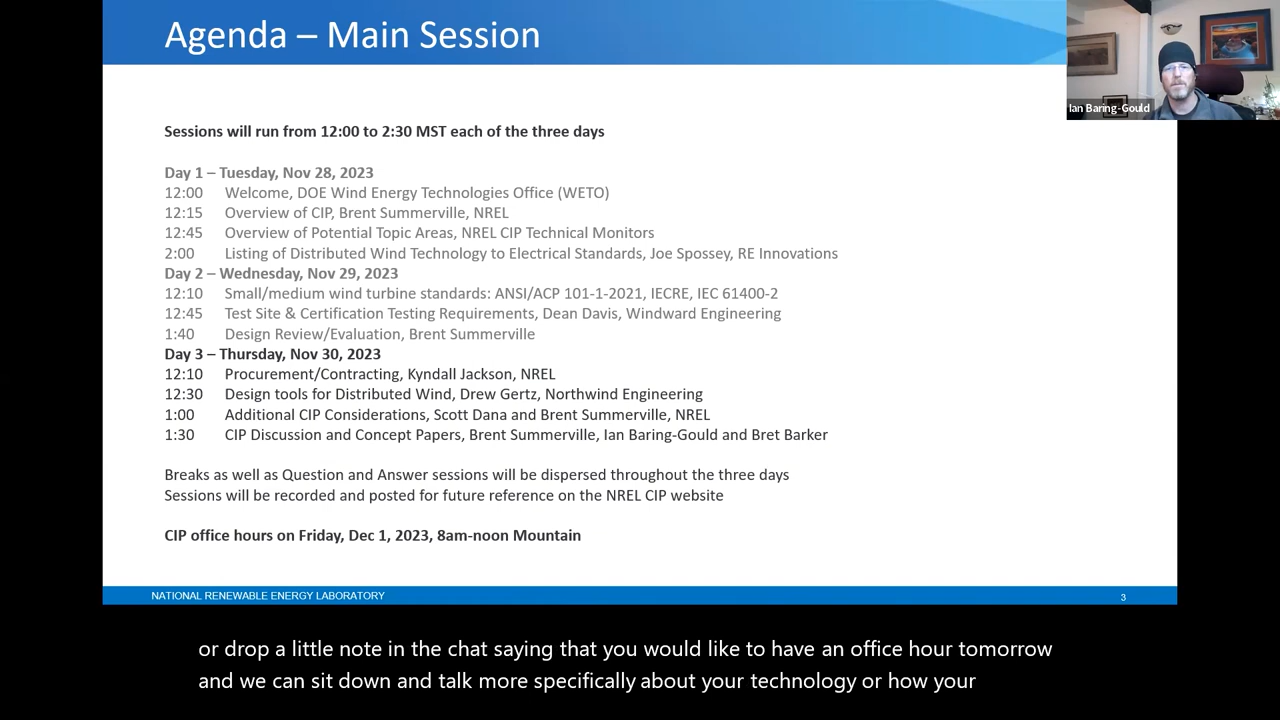 Agenda – Main Session
Ian Baring-Gould
Sessions will run from 12:00 to 2:30 MST each of the three days
Day 1 – Tuesday, Nov 28, 2023
12:00 Welcome, DOE Wind Energy Technologies Office (WETO)
12:15 Overview of CIP, Brent Summerville, NREL
12:45 Overview of Potential Topic Areas, NREL CIP Technical Monitors
2:00 Listing of Distributed Wind Technology to Electrical Standards, Joe Spossey, RE Innovations
Day 2 – Wednesday, Nov 29, 2023
12:10 Small/medium wind turbine standards: ANSI/ACP 101-1-2021, IECRE, IEC 61400-2
12:45 Test Site & Certification Testing Requirements, Dean Davis, Windward Engineering
1:40 Design Review/Evaluation, Brent Summerville
Day 3 – Thursday, Nov 30, 2023
12:10 Procurement/Contracting, Kyndall Jackson, NREL
12:30 Design tools for Distributed Wind, Drew Gertz, Northwind Engineering
1:00 Additional CIP Considerations, Scott Dana and Brent Summerville, NREL
1:30 CIP Discussion and Concept Papers, Brent Summerville, Ian Baring-Gould and Bret Barker
Breaks as well as Question and Answer sessions will be dispersed throughout the three days
Sessions will be recorded and posted for future reference on the NREL CIP website
CIP office hours on Friday, Dec 1, 2023, 8am-noon Mountain
NATIONAL RENEWABLE ENERGY LABORATORY
3
or drop a little note in the chat saying that you would like to have an office hour tomorrow
and we can sit down and talk more specifically about your technology or how your